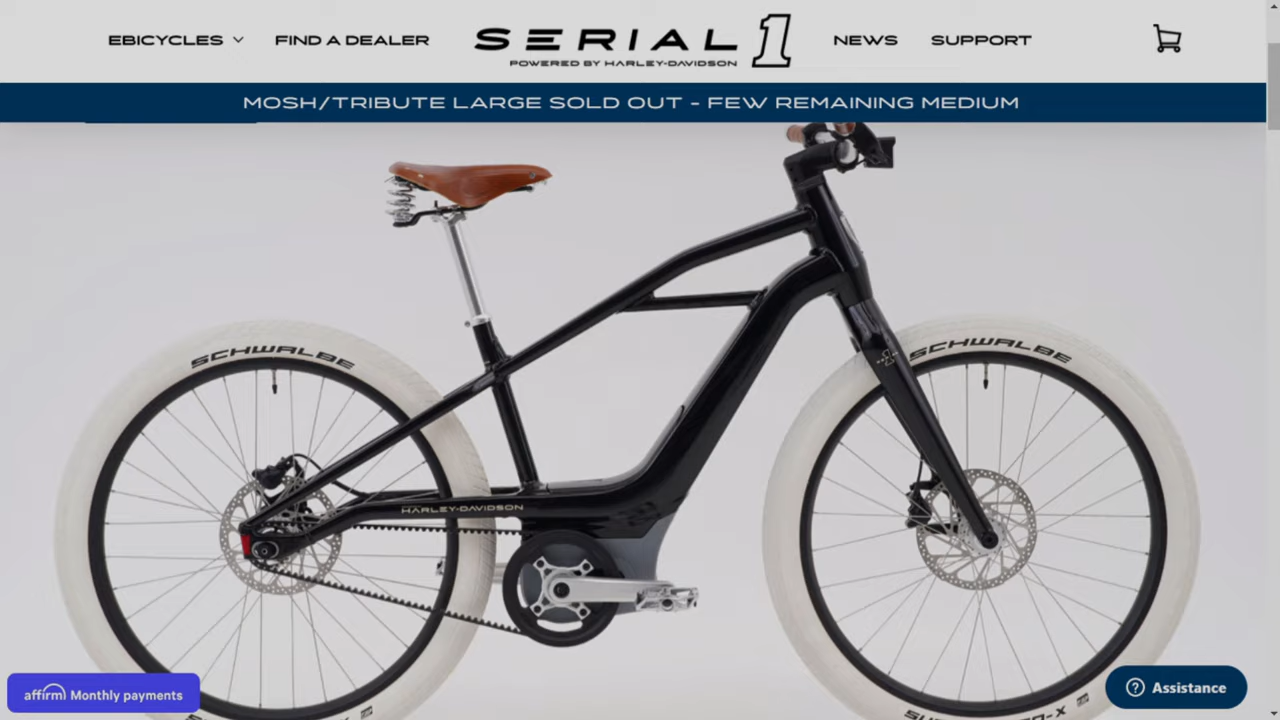 EBICYCLES
FIND A DEALER
SERIAL 1
POWERED BY HARLEY-DAVIDSON
NEWS
SUPPORT
MOSH/TRIBUTE LARGE SOLD OUT - FEW REMAINING MEDIUM
SCHWALBE
SCHWALBE
HARLEY-DAVIDSON
affirm Monthly payments
Assistance